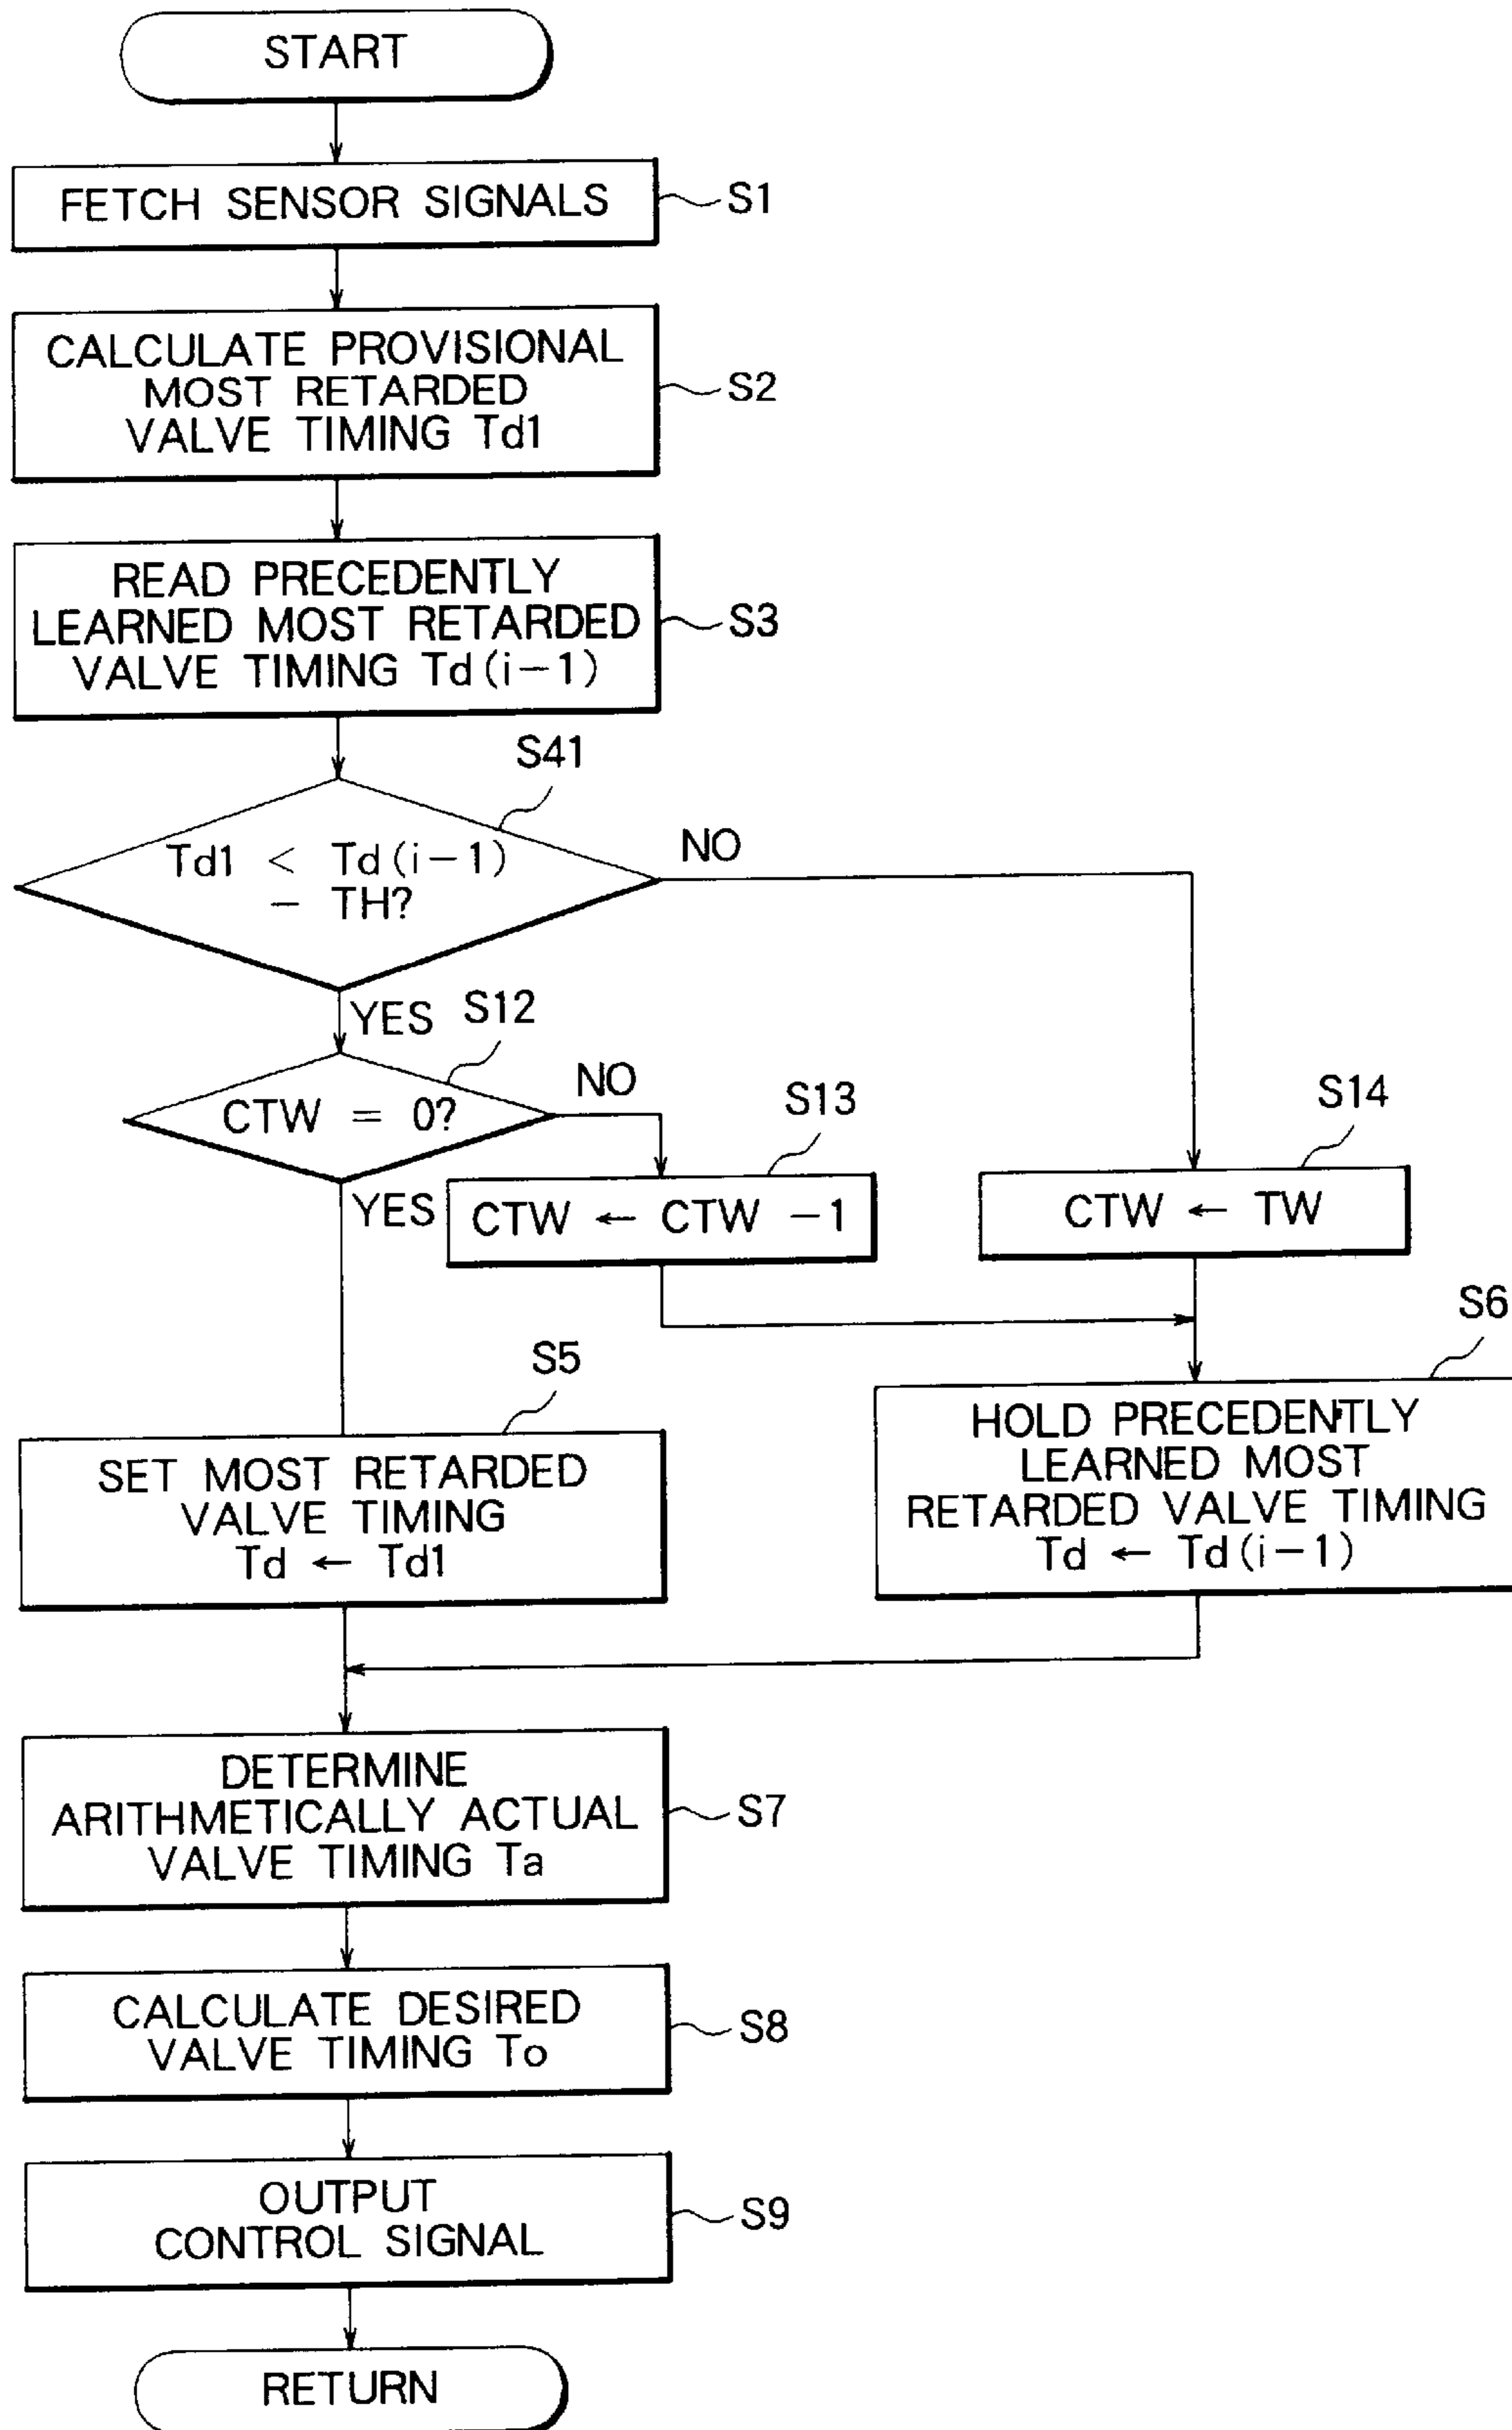 START
FETCH SENSOR SIGNALS
S1
CALCULATE PROVISIONAL
MOST RETARDED
VALVE TIMING Td1
S2
READ PRECEDENTLY
LEARNED MOST RETARDED
VALVE TIMING Td(i-1)
S3
S41
Td1 < Td(i-1)
- TH?
NO
YES
S12
CTW = 0?
NO
YES
S13
CTW ← CTW -1
S14
CTW ← TW
S5
SET MOST RETARDED
VALVE TIMING
Td ← Td1
S6
HOLD PRECEDENTLY
LEARNED MOST
RETARDED VALVE TIMING
Td ← Td(i-1)
DETERMINE
ARITHMETICALLY ACTUAL
VALVE TIMING Ta
S7
CALCULATE DESIRED
VALVE TIMING To
S8
OUTPUT
CONTROL SIGNAL
S9
RETURN